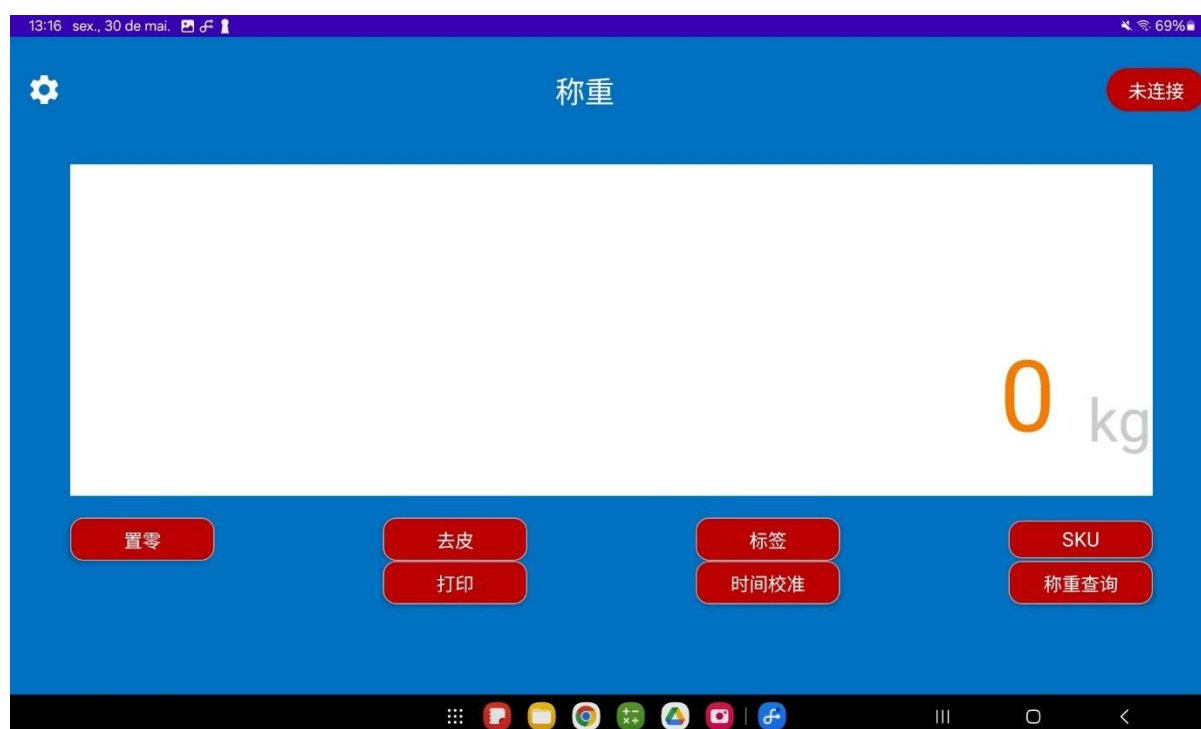 13:16 sex., 30 de mai. 69%
称重 未连接
0 kg
置零 去皮 标签 SKU
打印 时间校准 称重查询